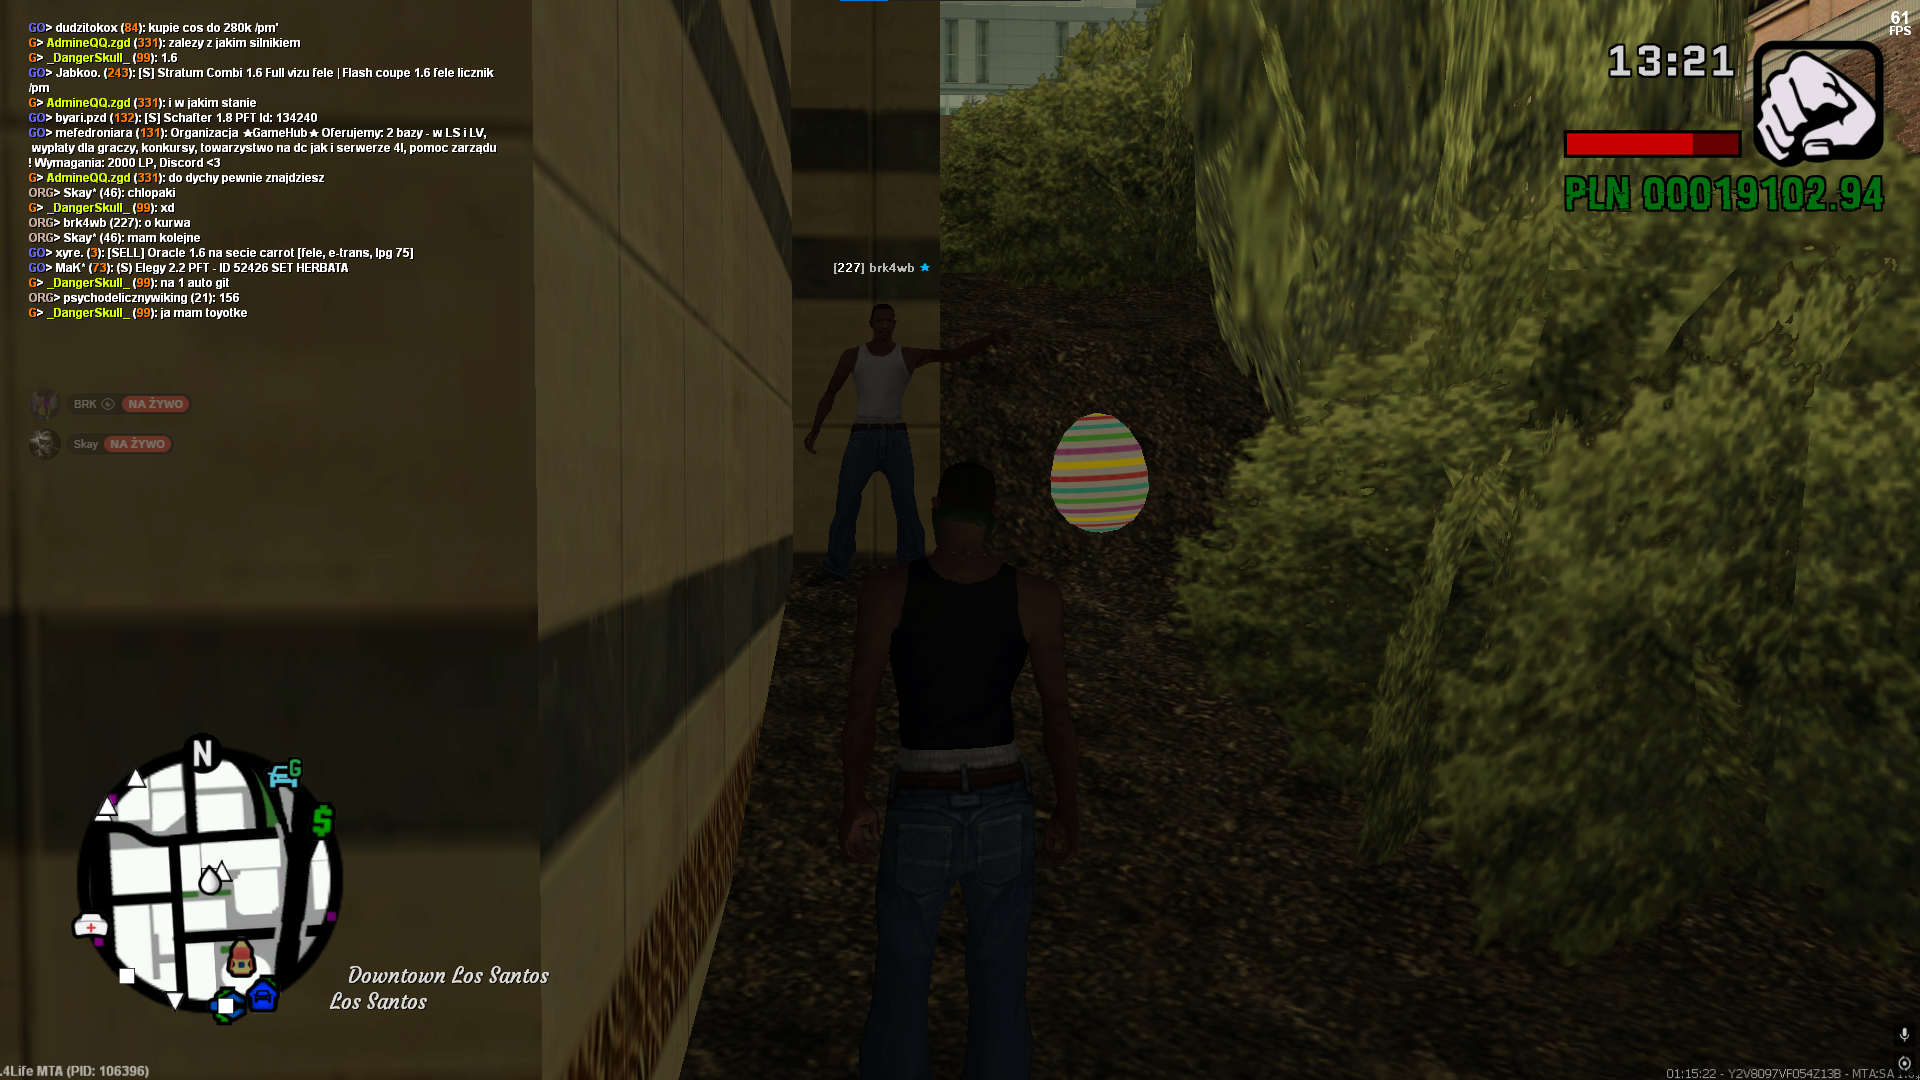 GO> dudzitokox (84): kupie cos do 280k /pm'
G> AdmineQQ.zgd (331): zalezy z jakim silnikiem
G> _DangerSkull_ (99): 1.6
GO> Jabkoo. (243): [S] Stratum Combi 1.6 Full vizu fele | Flash coupe 1.6 fele licznik
/pm
G> AdmineQQ.zgd (331): i w jakim stanie
GO> byari.pzd (132): [S] Schafter 1.8 PFT Id: 134240
GO> mefedroniara (131): Organizacja ★GameHub★ Oferujemy: 2 bazy - w LS i LV,
wypłaty dla graczy, konkursy, towarzystwo na dc jak i serwerze 4l, pomoc zarządu
! Wymagania: 2000 LP, Discord <3
G> AdmineQQ.zgd (331): do dychy pewnie znajdziesz
ORG> Skay* (46): chlopaki
G> _DangerSkull_ (99): xd
ORG> brk4wb (227): o kurwa
ORG> Skay* (46): mam kolejne
GO> xyre. (3): [SELL] Oracle 1.6 na secie carrot [fele, e-trans, lpg 75]
GO> MaK* (73): (S) Elegy 2.2 PFT - ID 52426 SET HERBATA
G> _DangerSkull_ (99): na 1 auto git
ORG> psychodelicznywiking (21): 156
G> _DangerSkull_ (99): ja mam toyotke
BRK NA ŻYWO
Skay NA ŻYWO
[227] brk4wb
61
FPS
13:21
PLN 00019102.94
N
G
$
Downtown Los Santos
Los Santos
.4Life MTA (PID: 106396)
01:15:22 - Y2V8097VF054Z13B - MTA:SA